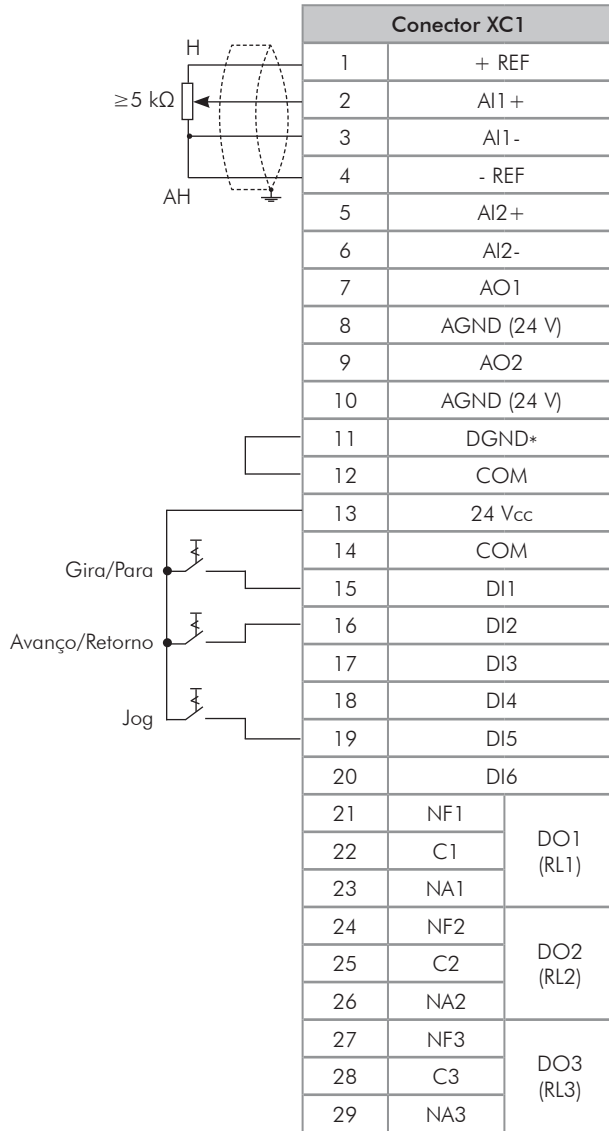 Conector XC1
H
1 + REF
≥5 kΩ
2 AI1+
3 AI1-
4 - REF
AH
5 AI2+
6 AI2-
7 AO1
8 AGND (24 V)
9 AO2
10 AGND (24 V)
11 DGND*
12 COM
13 24 Vcc
14 COM
Gira/Para
15 DI1
16 DI2
Avanço/Retorno
17 DI3
18 DI4
Jog
19 DI5
20 DI6
21 NF1
22 C1
23 NA1
DO1
(RL1)
24 NF2
25 C2
26 NA2
DO2
(RL2)
27 NF3
28 C3
29 NA3
DO3
(RL3)